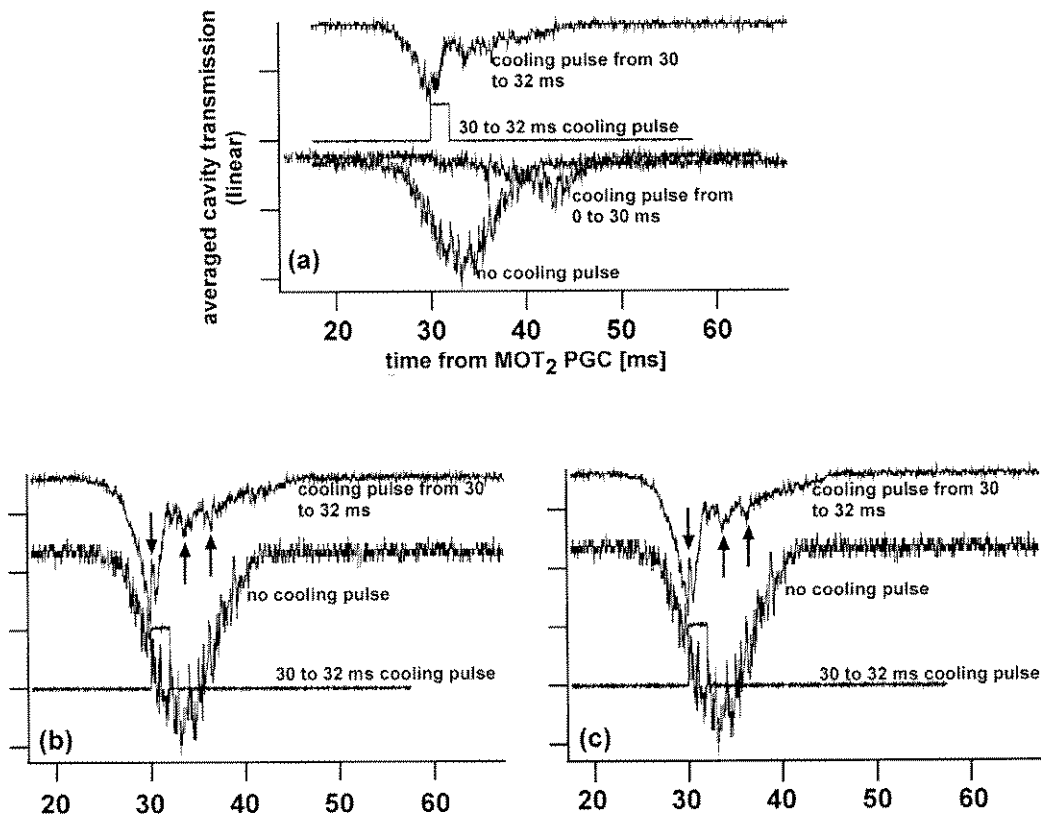 averaged cavity transmission
(linear)
cooling pulse from 30
to 32 ms
30 to 32 ms cooling pulse
cooling pulse from
0 to 30 ms
(a)
no cooling pulse
20 30 40 50 60
time from MOT2 PGC [ms]
cooling pulse from 30
to 32 ms
no cooling pulse
30 to 32 ms cooling pulse
(b)
20 30 40 50 60
cooling pulse from 30
to 32 ms
no cooling pulse
30 to 32 ms cooling pulse
(c)
20 30 40 50 60